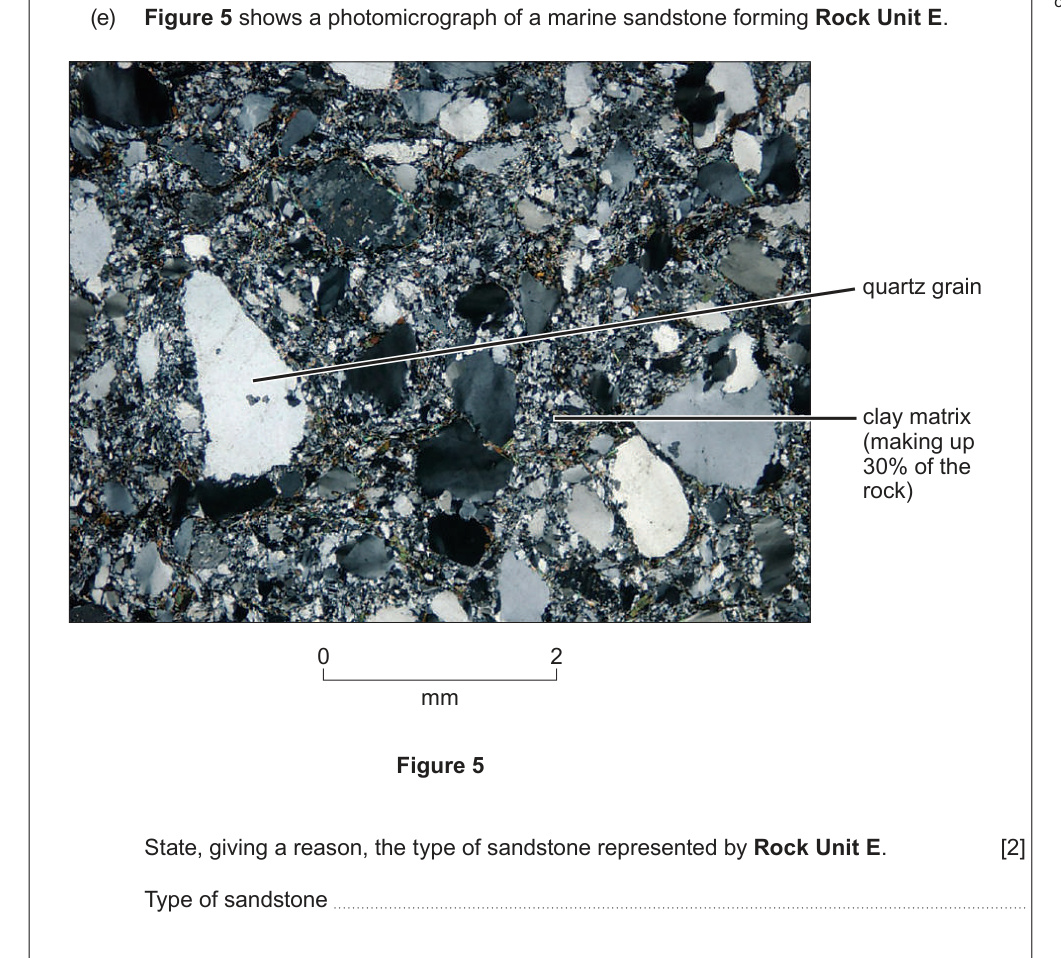 (e) Figure 5 shows a photomicrograph of a marine sandstone forming Rock Unit E.
quartz grain
clay matrix
(making up
30% of the
rock)
0 2
mm
Figure 5
State, giving a reason, the type of sandstone represented by Rock Unit E. [2]
Type of sandstone